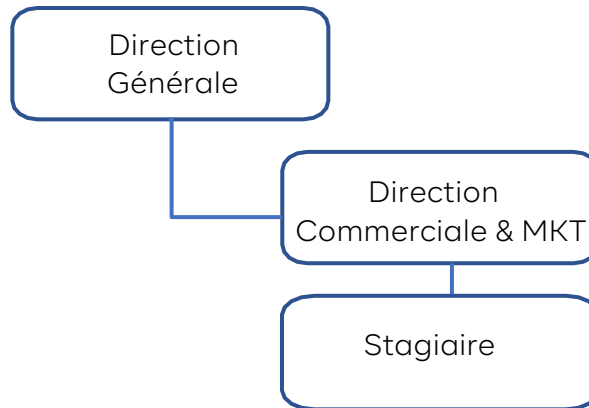 Direction
Générale
Direction
Commerciale & MKT
Stagiaire